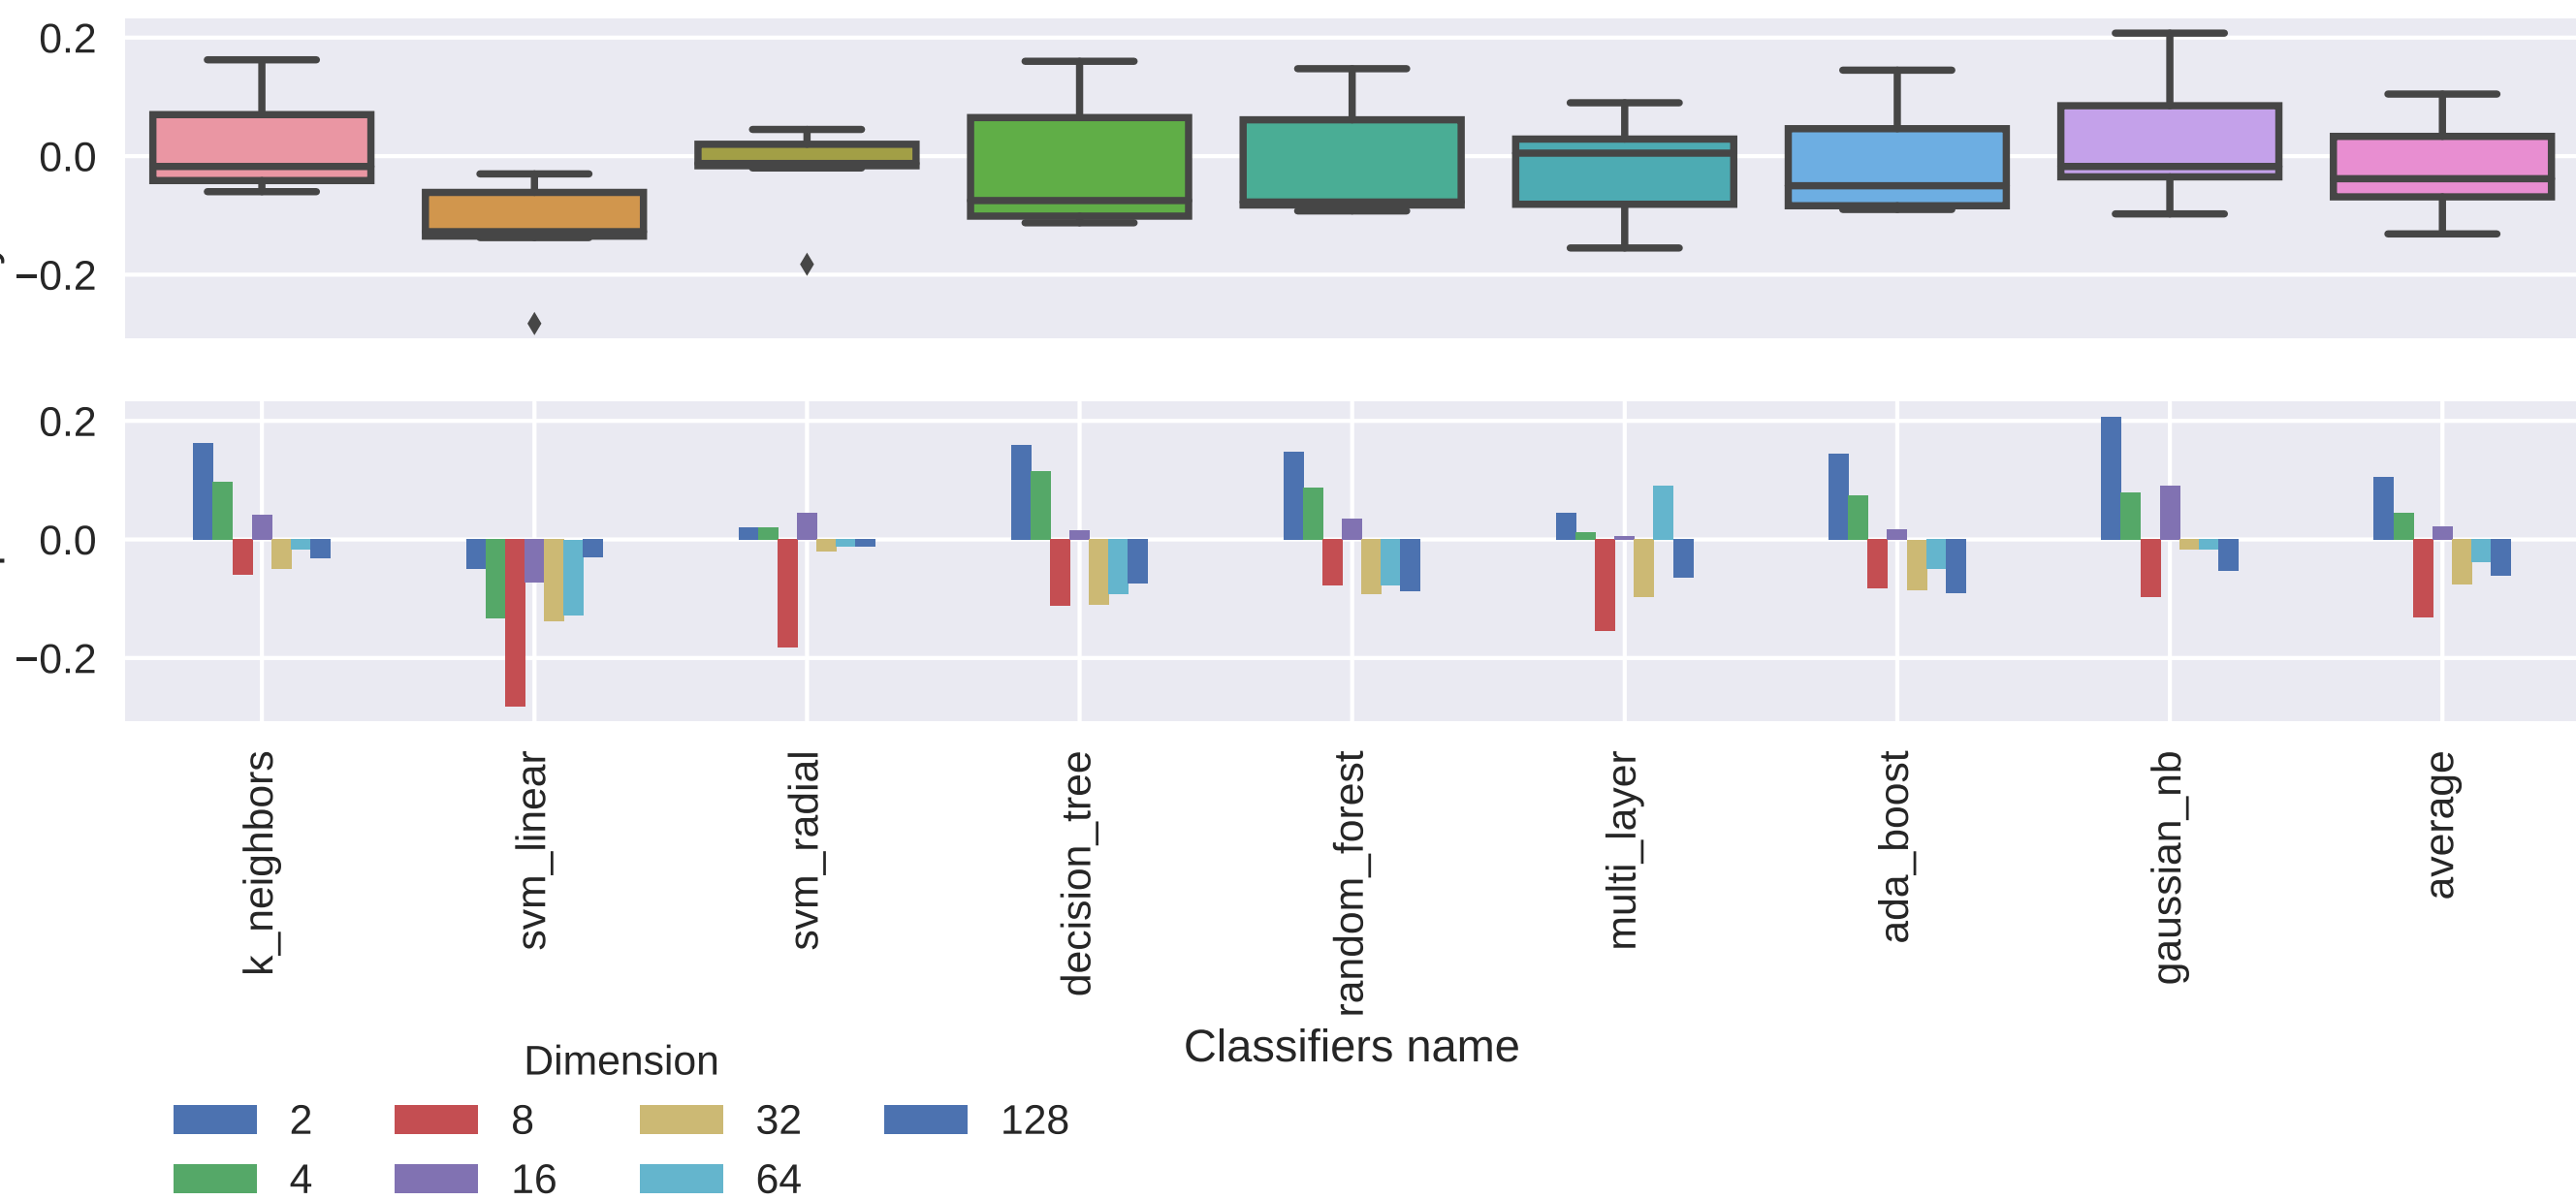 0.2
0.0
−0.2
0.2
0.0
−0.2
k_neighbors
svm_linear
svm_radial
decision_tree
random_forest
multi_layer
ada_boost
gaussian_nb
average
Classifiers name
Dimension
2 8 32 128
4 16 64